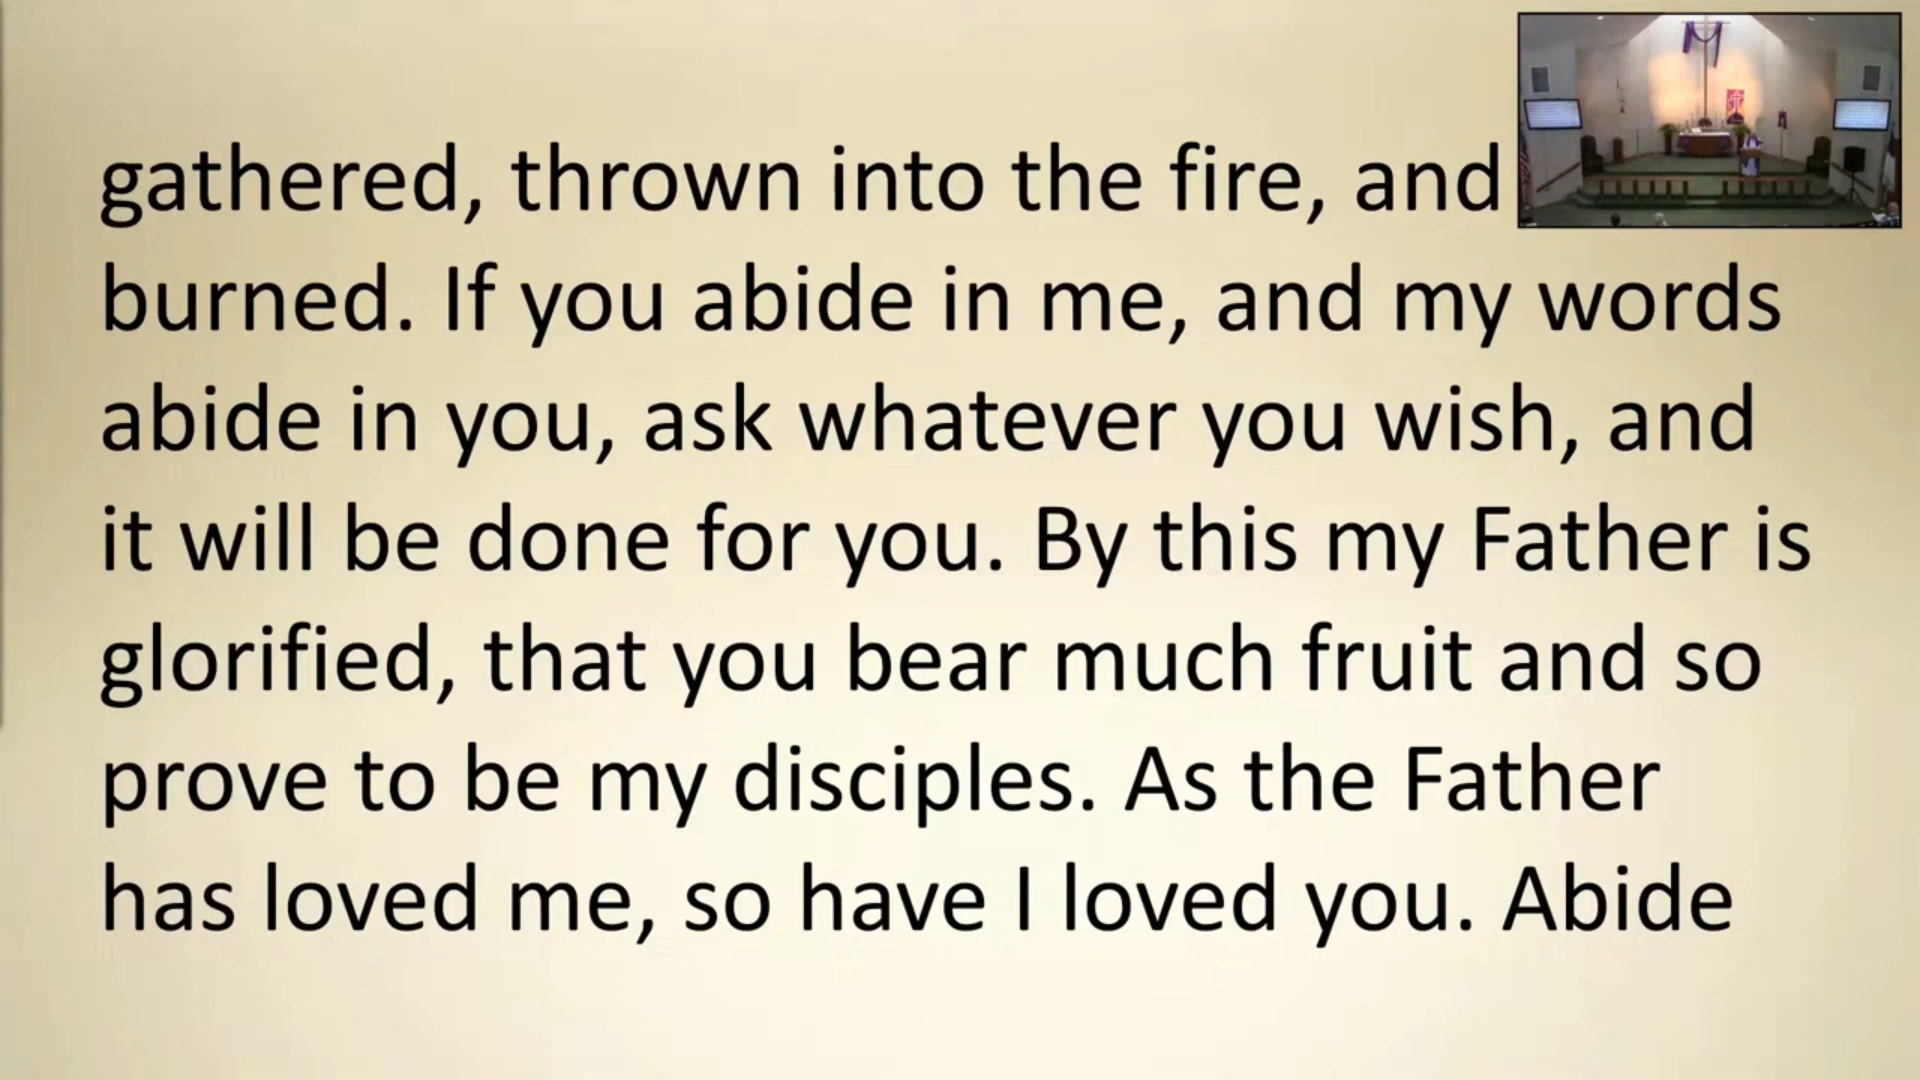 gathered, thrown into the fire, and
burned. If you abide in me, and my words
abide in you, ask whatever you wish, and
it will be done for you. By this my Father is
glorified, that you bear much fruit and so
prove to be my disciples. As the Father
has loved me, so have I loved you. Abide